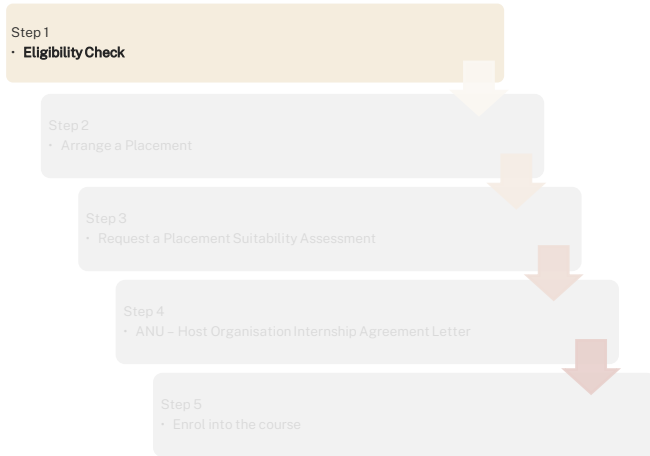 Step 1
• Eligibility Check
Step 2
• Arrange a Placement
Step 3
• Request a Placement Suitability Assessment
Step 4
• ANU – Host Organisation Internship Agreement Letter
Step 5
• Enrol into the course